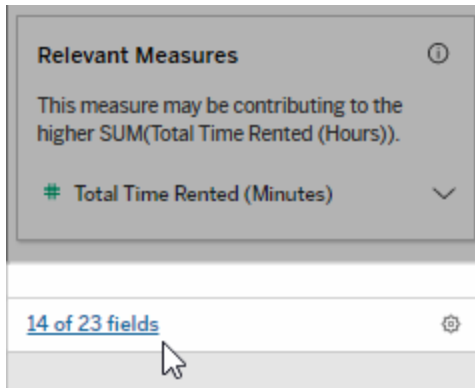 Relevant Measures
This measure may be contributing to the
higher SUM(Total Time Rented (Hours)).
# Total Time Rented (Minutes)
14 of 23 fields